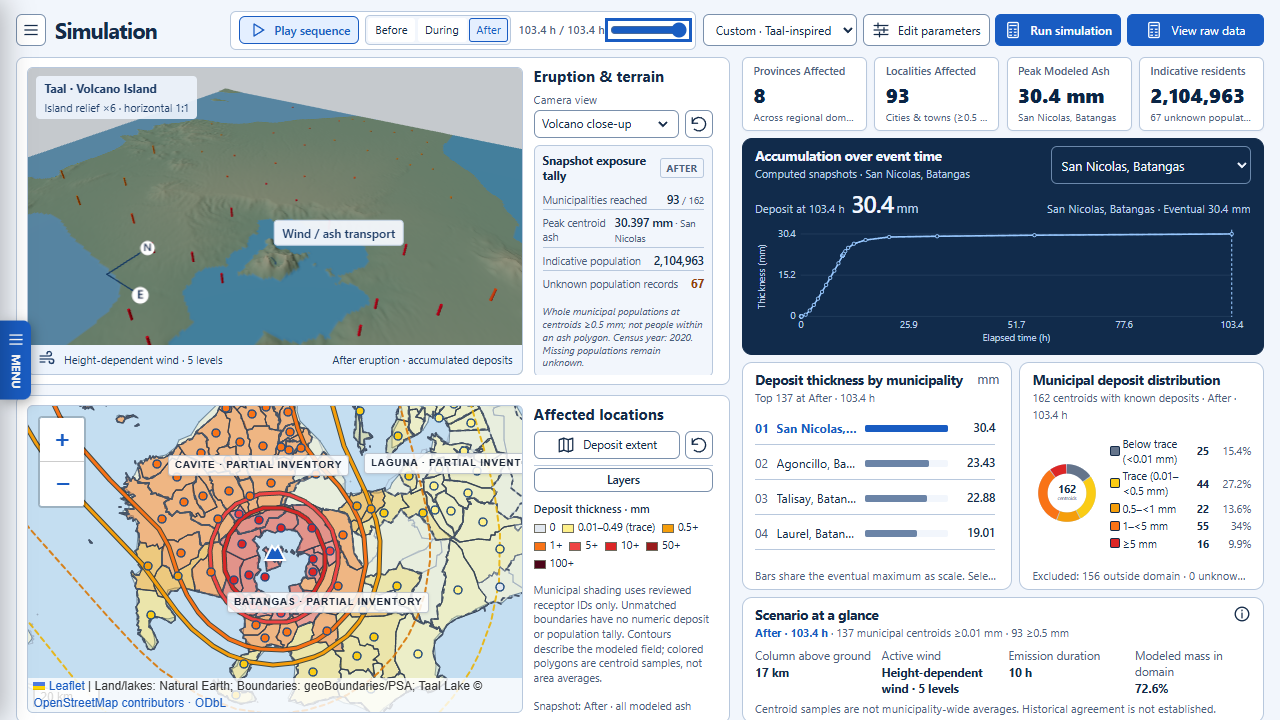 Simulation
Play sequence
Before
During
After
103.4 h / 103.4 h
Custom · Taal-inspired
Edit parameters
Run simulation
View raw data
Taal · Volcano Island
Island relief ×6 · horizontal 1:1
Wind / ash transport
N
E
Height-dependent wind · 5 levels
After eruption · accumulated deposits
MENU
Eruption & terrain
Camera view
Volcano close-up
Snapshot exposure
tally
AFTER
Municipalities reached 93 / 162
Peak centroid
ash
30.397 mm · San
Nicolas
Indicative population 2,104,963
Unknown population records 67
Whole municipal populations at
centroids ≥0.5 mm; not people within
an ash polygon. Census year: 2020.
Missing populations remain
unknown.
Provinces Affected
8
Across regional dom...
Localities Affected
93
Cities & towns (≥0.5 ...
Peak Modeled Ash
30.4 mm
San Nicolas, Batangas
Indicative residents
2,104,963
67 unknown populat...
Accumulation over event time
Computed snapshots · San Nicolas, Batangas
San Nicolas, Batangas
Deposit at 103.4 h 30.4 mm
San Nicolas, Batangas · Eventual 30.4 mm
Thickness (mm)
30.4
15.2
0
0
25.9
51.7
77.6
103.4
Elapsed time (h)
+
−
CAVITE · PARTIAL INVENTORY
LAGUNA · PARTIAL INVENT
BATANGAS · PARTIAL INVENTORY
Leaflet | Land/lakes: Natural Earth; Boundaries: geoBoundaries/PSA; Taal Lake ©
OpenStreetMap contributors · ODbL
Affected locations
Deposit extent
Layers
Deposit thickness · mm
0
0.01–0.49 (trace)
0.5+
1+
5+
10+
50+
100+
Municipal shading uses reviewed
receptor IDs only. Unmatched
boundaries have no numeric deposit
or population tally. Contours
describe the modeled field; colored
polygons are centroid samples, not
area averages.
Snapshot: After · all modeled ash
Deposit thickness by municipality mm
Top 137 at After · 103.4 h
01 San Nicolas,... 30.4
02 Agoncillo, Ba... 23.43
03 Talisay, Batan... 22.88
04 Laurel, Batan... 19.01
Bars share the eventual maximum as scale. Sele...
Municipal deposit distribution
162 centroids with known deposits · After ·
103.4 h
162
centroids
Below trace
(<0.01 mm)
25 15.4%
Trace (0.01–
<0.5 mm)
44 27.2%
0.5–<1 mm 22 13.6%
1–<5 mm 55 34%
≥5 mm 16 9.9%
Excluded: 156 outside domain · 0 unknow...
Scenario at a glance
After · 103.4 h · 137 municipal centroids ≥0.01 mm · 93 ≥0.5 mm
Column above ground
17 km
Active wind
Height-dependent
wind · 5 levels
Emission duration
10 h
Modeled mass in
domain
72.6%
Centroid samples are not municipality-wide averages. Historical agreement is not established.